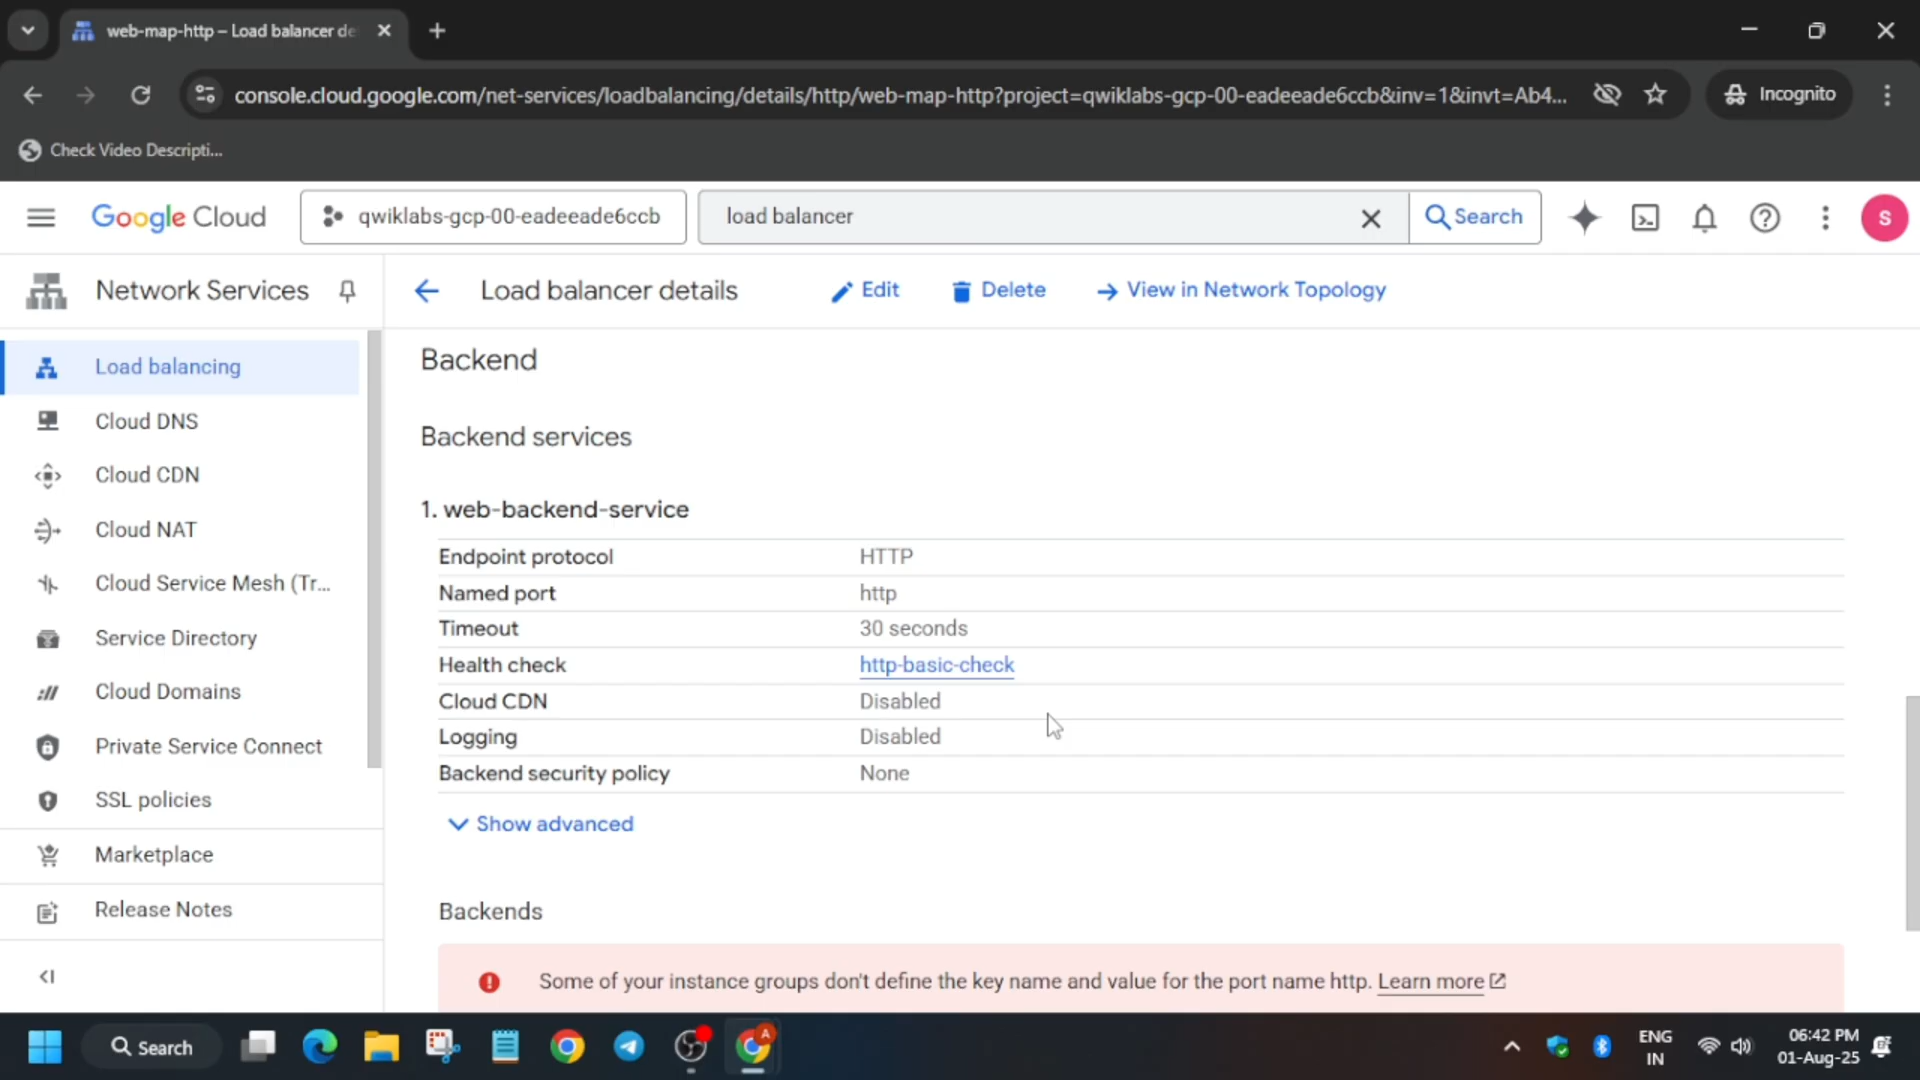 web-map-http – Load balancer de
console.cloud.google.com/net-services/loadbalancing/details/http/web-map-http?project=qwiklabs-gcp-00-eadeeade6ccb&inv=1&invt=Ab4...
Incognito
Check Video Descripti...
Google Cloud
qwiklabs-gcp-00-eadeeade6ccb
load balancer
Search
S
Network Services
Load balancer details
Edit
Delete
View in Network Topology
Load balancing
Cloud DNS
Cloud CDN
Cloud NAT
Cloud Service Mesh (Tr...
Service Directory
Cloud Domains
Private Service Connect
SSL policies
Marketplace
Release Notes
Backend
Backend services
1. web-backend-service
Endpoint protocol HTTP
Named port http
Timeout 30 seconds
Health check http-basic-check
Cloud CDN Disabled
Logging Disabled
Backend security policy None
Show advanced
Backends
Some of your instance groups don't define the key name and value for the port name http. Learn more
Search
A
ENG
IN
06:42 PM
01-Aug-25